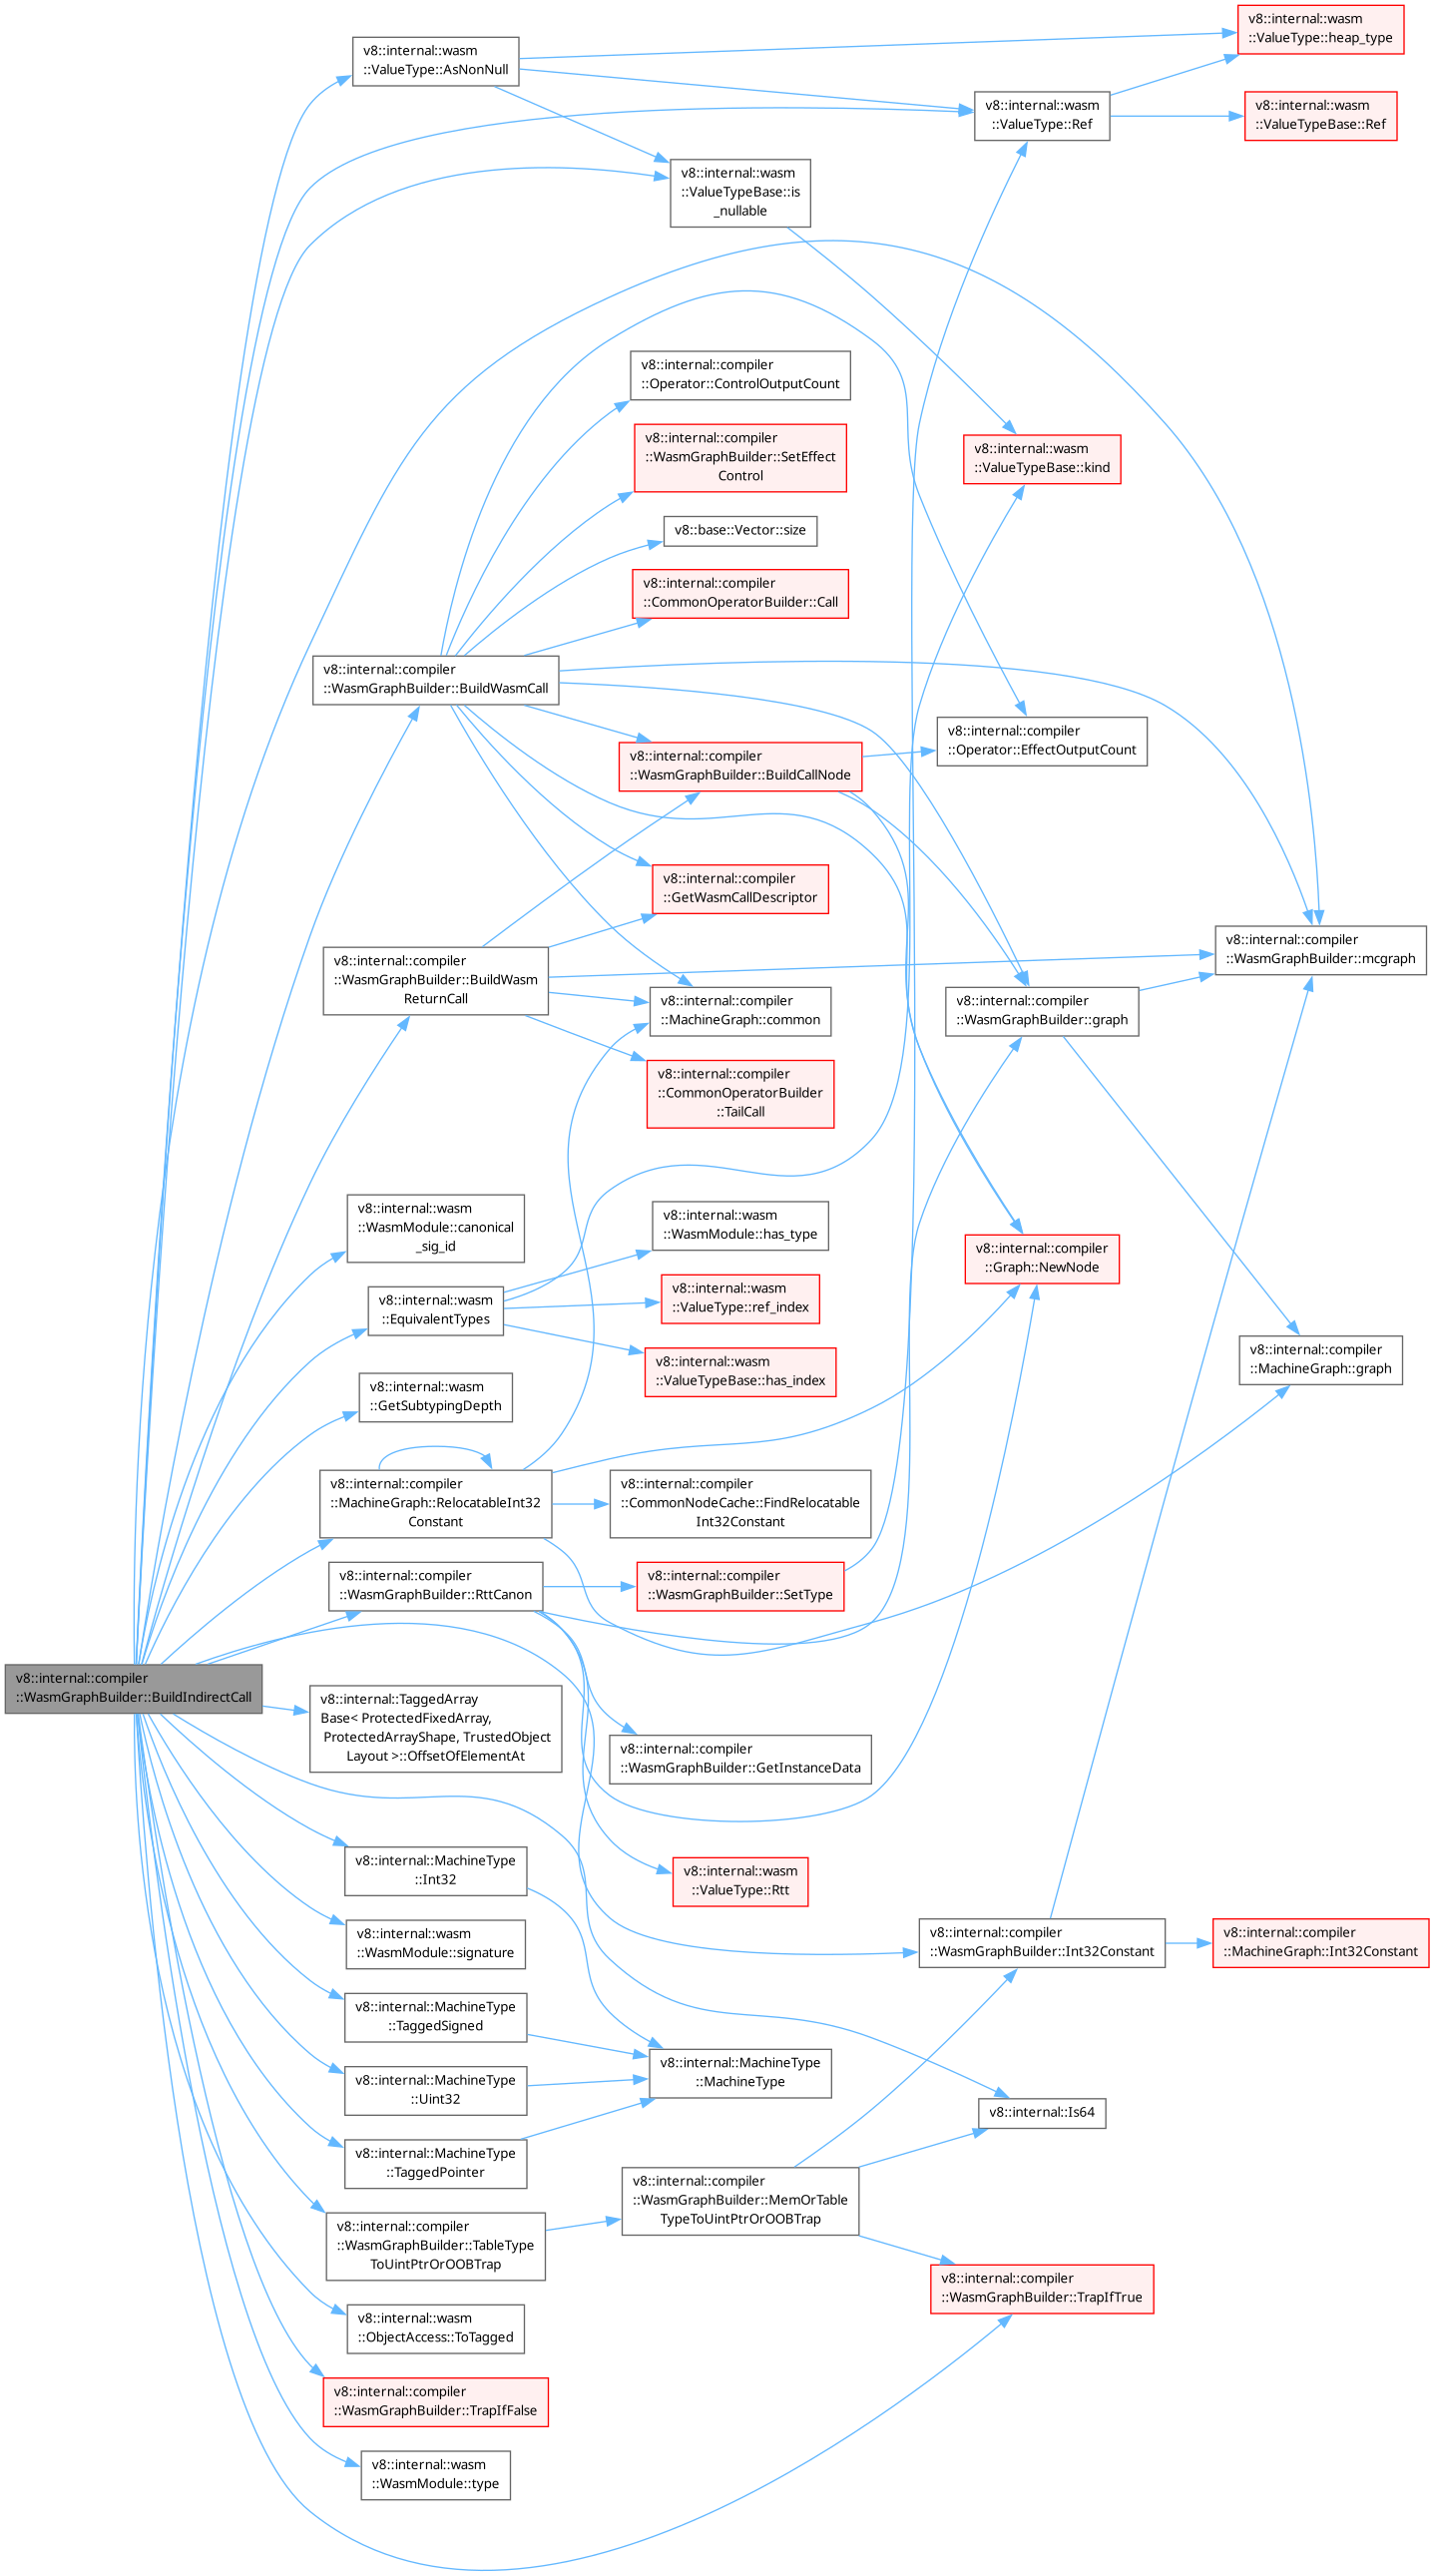 v8::internal::wasm
::ValueType::heap_type
v8::internal::wasm
::ValueType::AsNonNull
v8::internal::wasm
::ValueType::Ref
v8::internal::wasm
::ValueTypeBase::Ref
v8::internal::wasm
::ValueTypeBase::is
_nullable
v8::internal::compiler
::Operator::ControlOutputCount
v8::internal::compiler
::WasmGraphBuilder::SetEffect
Control
v8::internal::wasm
::ValueTypeBase::kind
v8::base::Vector::size
v8::internal::compiler
::CommonOperatorBuilder::Call
v8::internal::compiler
::WasmGraphBuilder::BuildWasmCall
v8::internal::compiler
::Operator::EffectOutputCount
v8::internal::compiler
::WasmGraphBuilder::BuildCallNode
v8::internal::compiler
::GetWasmCallDescriptor
v8::internal::compiler
::WasmGraphBuilder::mcgraph
v8::internal::compiler
::WasmGraphBuilder::BuildWasm
ReturnCall
v8::internal::compiler
::MachineGraph::common
v8::internal::compiler
::WasmGraphBuilder::graph
v8::internal::compiler
::CommonOperatorBuilder
::TailCall
v8::internal::wasm
::WasmModule::canonical
_sig_id
v8::internal::wasm
::WasmModule::has_type
v8::internal::compiler
::Graph::NewNode
v8::internal::wasm
::EquivalentTypes
v8::internal::wasm
::ValueType::ref_index
v8::internal::wasm
::ValueTypeBase::has_index
v8::internal::compiler
::MachineGraph::graph
v8::internal::wasm
::GetSubtypingDepth
v8::internal::compiler
::MachineGraph::RelocatableInt32
Constant
v8::internal::compiler
::CommonNodeCache::FindRelocatable
Int32Constant
v8::internal::compiler
::WasmGraphBuilder::RttCanon
v8::internal::compiler
::WasmGraphBuilder::SetType
v8::internal::compiler
::WasmGraphBuilder::BuildIndirectCall
v8::internal::TaggedArray
Base< ProtectedFixedArray,
ProtectedArrayShape, TrustedObject
Layout >::OffsetOfElementAt
v8::internal::compiler
::WasmGraphBuilder::GetInstanceData
v8::internal::MachineType
::Int32
v8::internal::wasm
::ValueType::Rtt
v8::internal::wasm
::WasmModule::signature
v8::internal::compiler
::WasmGraphBuilder::Int32Constant
v8::internal::compiler
::MachineGraph::Int32Constant
v8::internal::MachineType
::TaggedSigned
v8::internal::MachineType
::MachineType
v8::internal::MachineType
::Uint32
v8::internal::Is64
v8::internal::MachineType
::TaggedPointer
v8::internal::compiler
::WasmGraphBuilder::MemOrTable
TypeToUintPtrOrOOBTrap
v8::internal::compiler
::WasmGraphBuilder::TableType
ToUintPtrOrOOBTrap
v8::internal::compiler
::WasmGraphBuilder::TrapIfTrue
v8::internal::wasm
::ObjectAccess::ToTagged
v8::internal::compiler
::WasmGraphBuilder::TrapIfFalse
v8::internal::wasm
::WasmModule::type